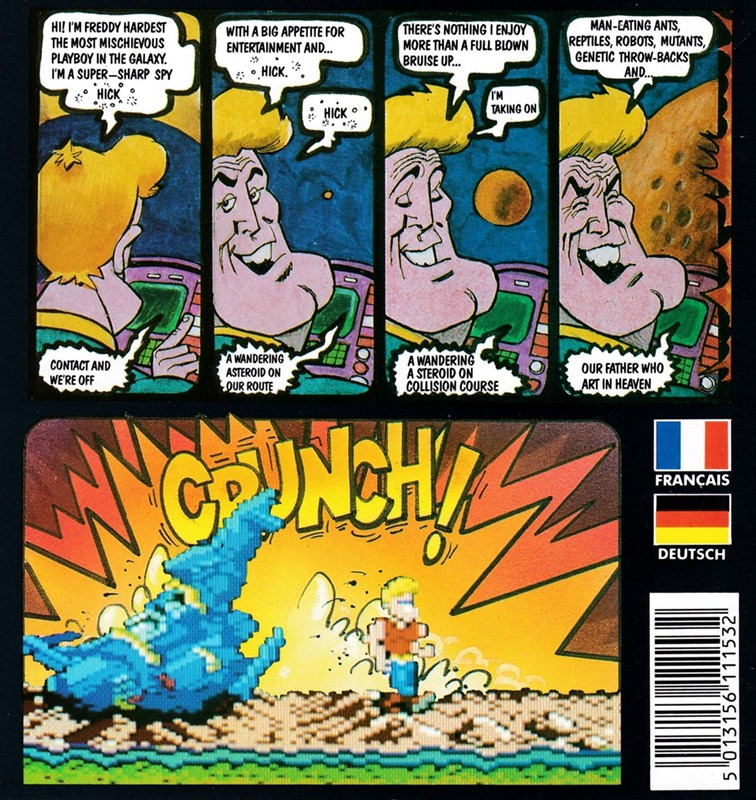 HI! I'M FREDDY HARDEST
THE MOST MISCHIEVOUS
PLAYBOY IN THE GALAXY.
I'M A SUPER–SHARP SPY
HICK
CONTACT AND
WE'RE OFF
WITH A BIG APPETITE FOR
ENTERTAINMENT AND...
HICK.
HICK
A WANDERING
ASTEROID ON
OUR ROUTE
THERE'S NOTHING I ENJOY
MORE THAN A FULL BLOWN
BRUISE UP...
I'M
TAKING ON
A WANDERING
A STEROID ON
COLLISION COURSE
MAN-EATING ANTS,
REPTILES, ROBOTS, MUTANTS,
GENETIC THROW-BACKS
AND...
OUR FATHER WHO
ART IN HEAVEN
CRUNCH!
FRANÇAIS
DEUTSCH
5 013156 111532